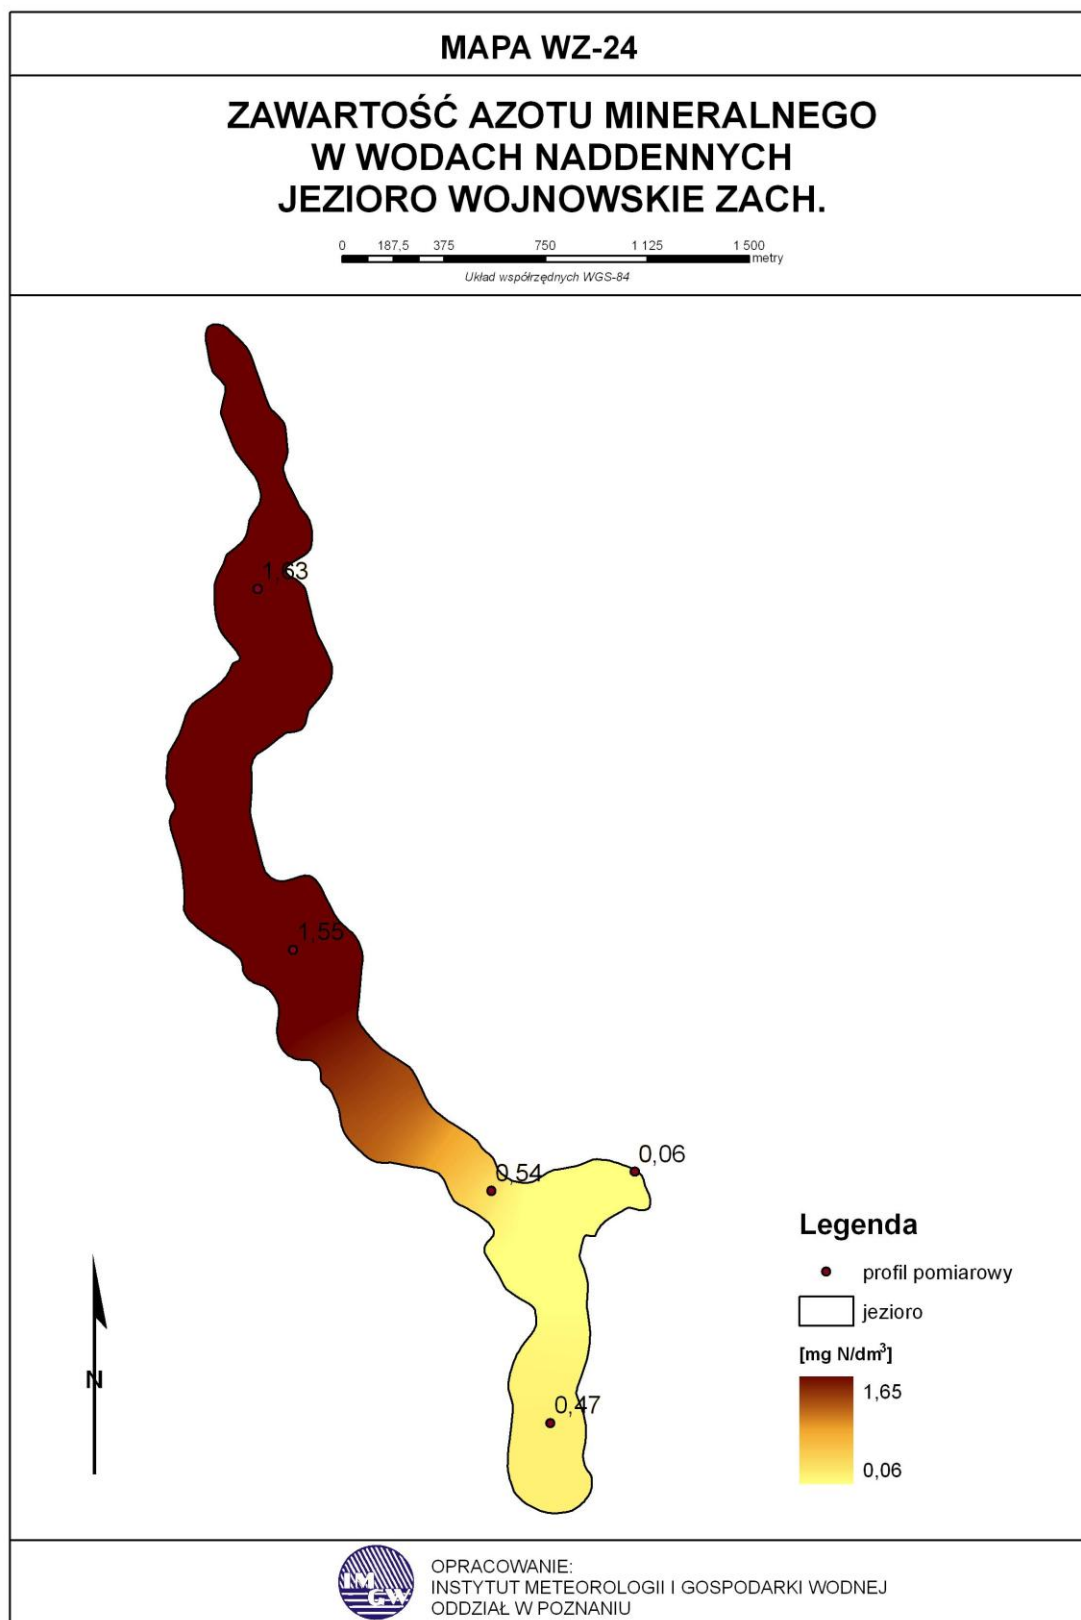 MAPA WZ-24
ZAWARTOŚĆ AZOTU MINERALNEGO
W WODACH NADDENNYCH
JEZIORO WOJNOWSKIE ZACH.
0 187,5 375 750 1 125 1 500
metry
Układ współrzędnych WGS-84
1,63
1,55
0,54
0,06
0,47
N
Legenda
profil pomiarowy
jezioro
[mg N/dm³]
1,65
0,06
IM
GW
OPRACOWANIE:
INSTYTUT METEOROLOGII I GOSPODARKI WODNEJ
ODDZIAŁ W POZNANIU